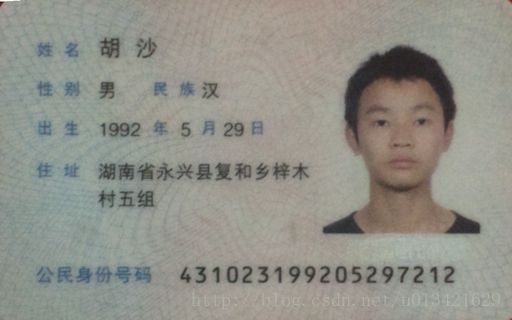 姓名 胡沙
性别 男 民族 汉
出生 1992 年 5 月 29 日
住址 湖南省永兴县复和乡梓木
村五组
公民身份号码 431023199205297212
http://blog.csdn.net/u013421629